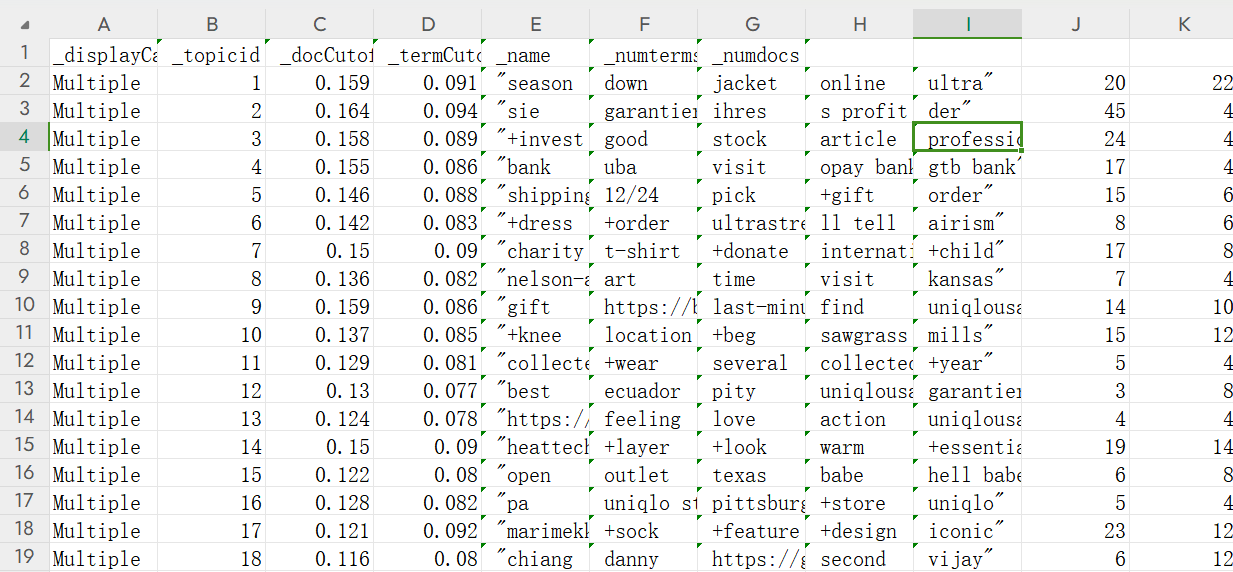 A B C D E F G H I J K
1 _displayCa _topicid _docCutof _termCuto _name _numterms _numdocs
2 Multiple 1 0.159 0.091 "season down jacket online ultra" 20 22
3 Multiple 2 0.164 0.094 "sie garantier ihres s profit der" 45 4
4 Multiple 3 0.158 0.089 "+invest good stock article professio 24 4
5 Multiple 4 0.155 0.086 "bank uba visit opay bank gtb bank" 17 4
6 Multiple 5 0.146 0.088 "shipping 12/24 pick +gift order" 15 6
7 Multiple 6 0.142 0.083 "+dress +order ultrastre ll tell airism" 8 6
8 Multiple 7 0.15 0.09 "charity t-shirt +donate internati +child" 17 8
9 Multiple 8 0.136 0.082 "nelson-a art time visit kansas" 7 4
10 Multiple 9 0.159 0.086 "gift https://b last-minu find uniqlousa 14 10
11 Multiple 10 0.137 0.085 "+knee location +beg sawgrass mills" 15 12
12 Multiple 11 0.129 0.081 "collecte +wear several collected +year" 5 4
13 Multiple 12 0.13 0.077 "best ecuador pity uniqlousa garantier 3 8
14 Multiple 13 0.124 0.078 "https:// feeling love action uniqlousa 4 4
15 Multiple 14 0.15 0.09 "heattech +layer +look warm +essentia 19 14
16 Multiple 15 0.122 0.08 "open outlet texas babe hell babe 6 8
17 Multiple 16 0.128 0.082 "pa uniqlo st pittsburg +store uniqlo" 5 4
18 Multiple 17 0.121 0.092 "marimekk +sock +feature +design iconic" 23 12
19 Multiple 18 0.116 0.08 "chiang danny https://g second vijay" 6 12